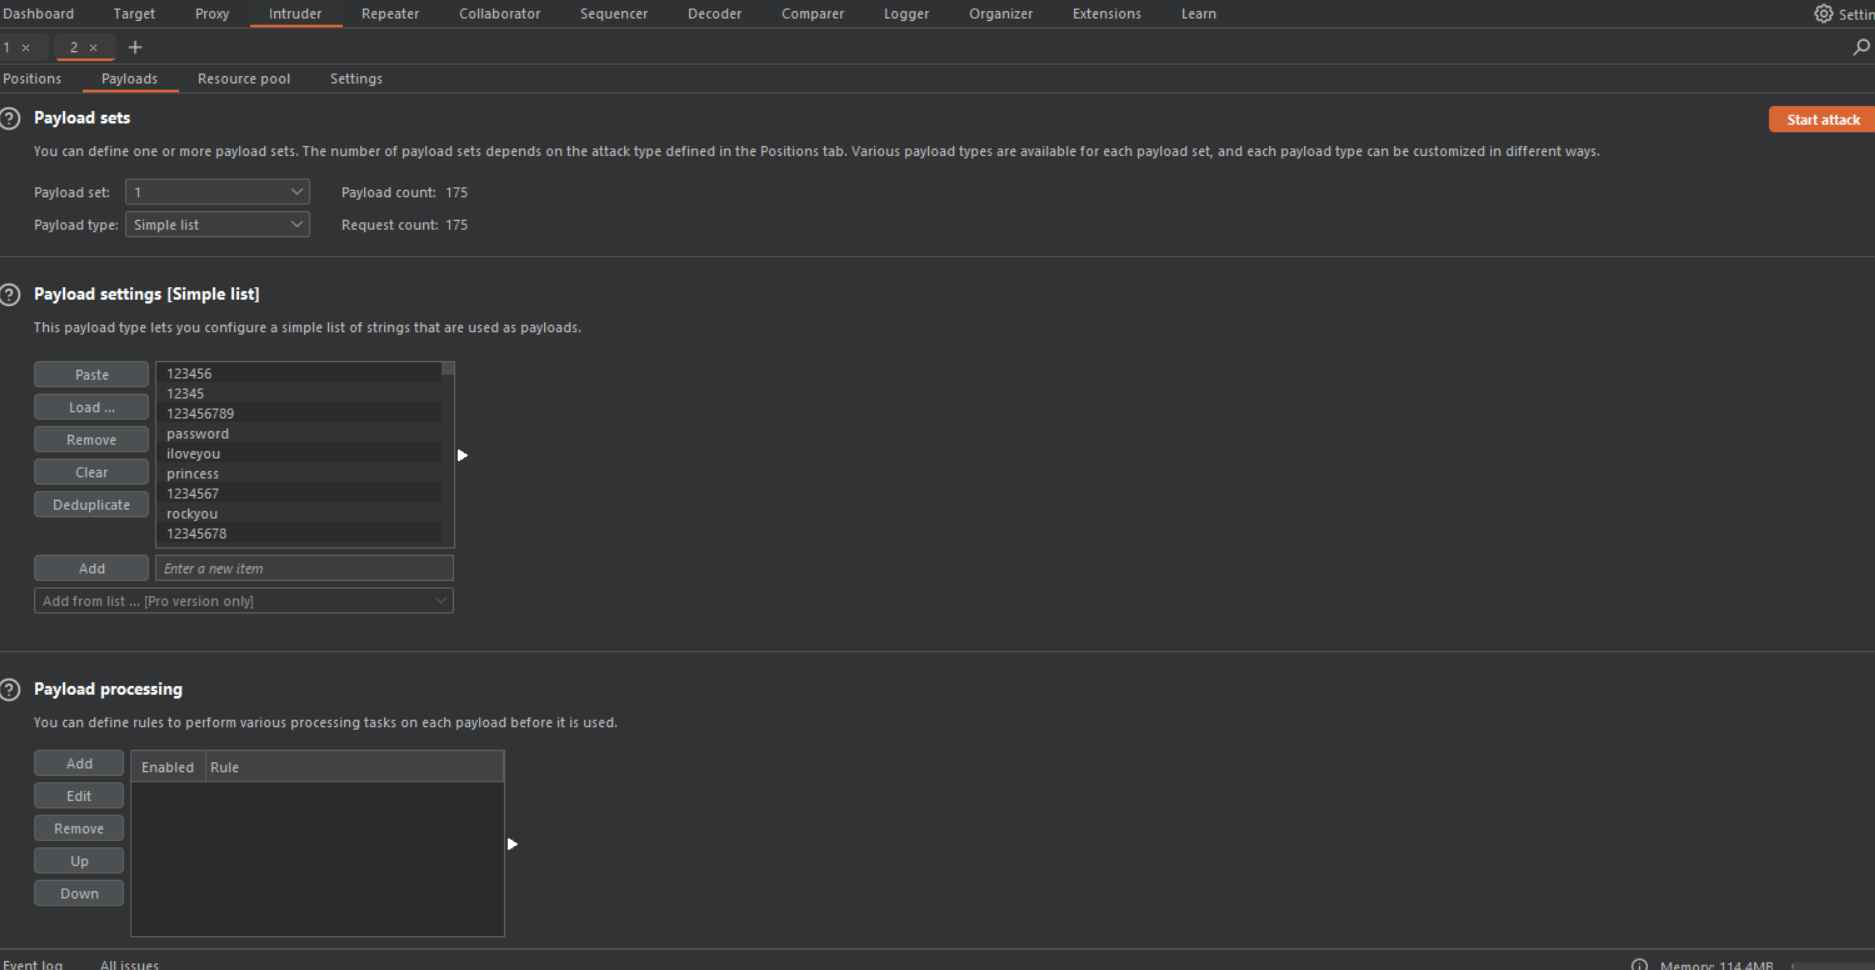 Dashboard Target Proxy Intruder Repeater Collaborator Sequencer Decoder Comparer Logger Organizer Extensions Learn
1 × 2 × +
Positions Payloads Resource pool Settings
? Payload sets
Start attack
You can define one or more payload sets. The number of payload sets depends on the attack type defined in the Positions tab. Various payload types are available for each payload set, and each payload type can be customized in different ways.
Payload set: 1 Payload count: 175
Payload type: Simple list Request count: 175
? Payload settings [Simple list]
This payload type lets you configure a simple list of strings that are used as payloads.
Paste
Load ...
Remove
Clear
Deduplicate
123456
12345
123456789
password
iloveyou
princess
1234567
rockyou
12345678
Add Enter a new item
Add from list ... [Pro version only]
? Payload processing
You can define rules to perform various processing tasks on each payload before it is used.
Add
Edit
Remove
Up
Down
Enabled Rule
Event log All issues Memory: 114.4MB